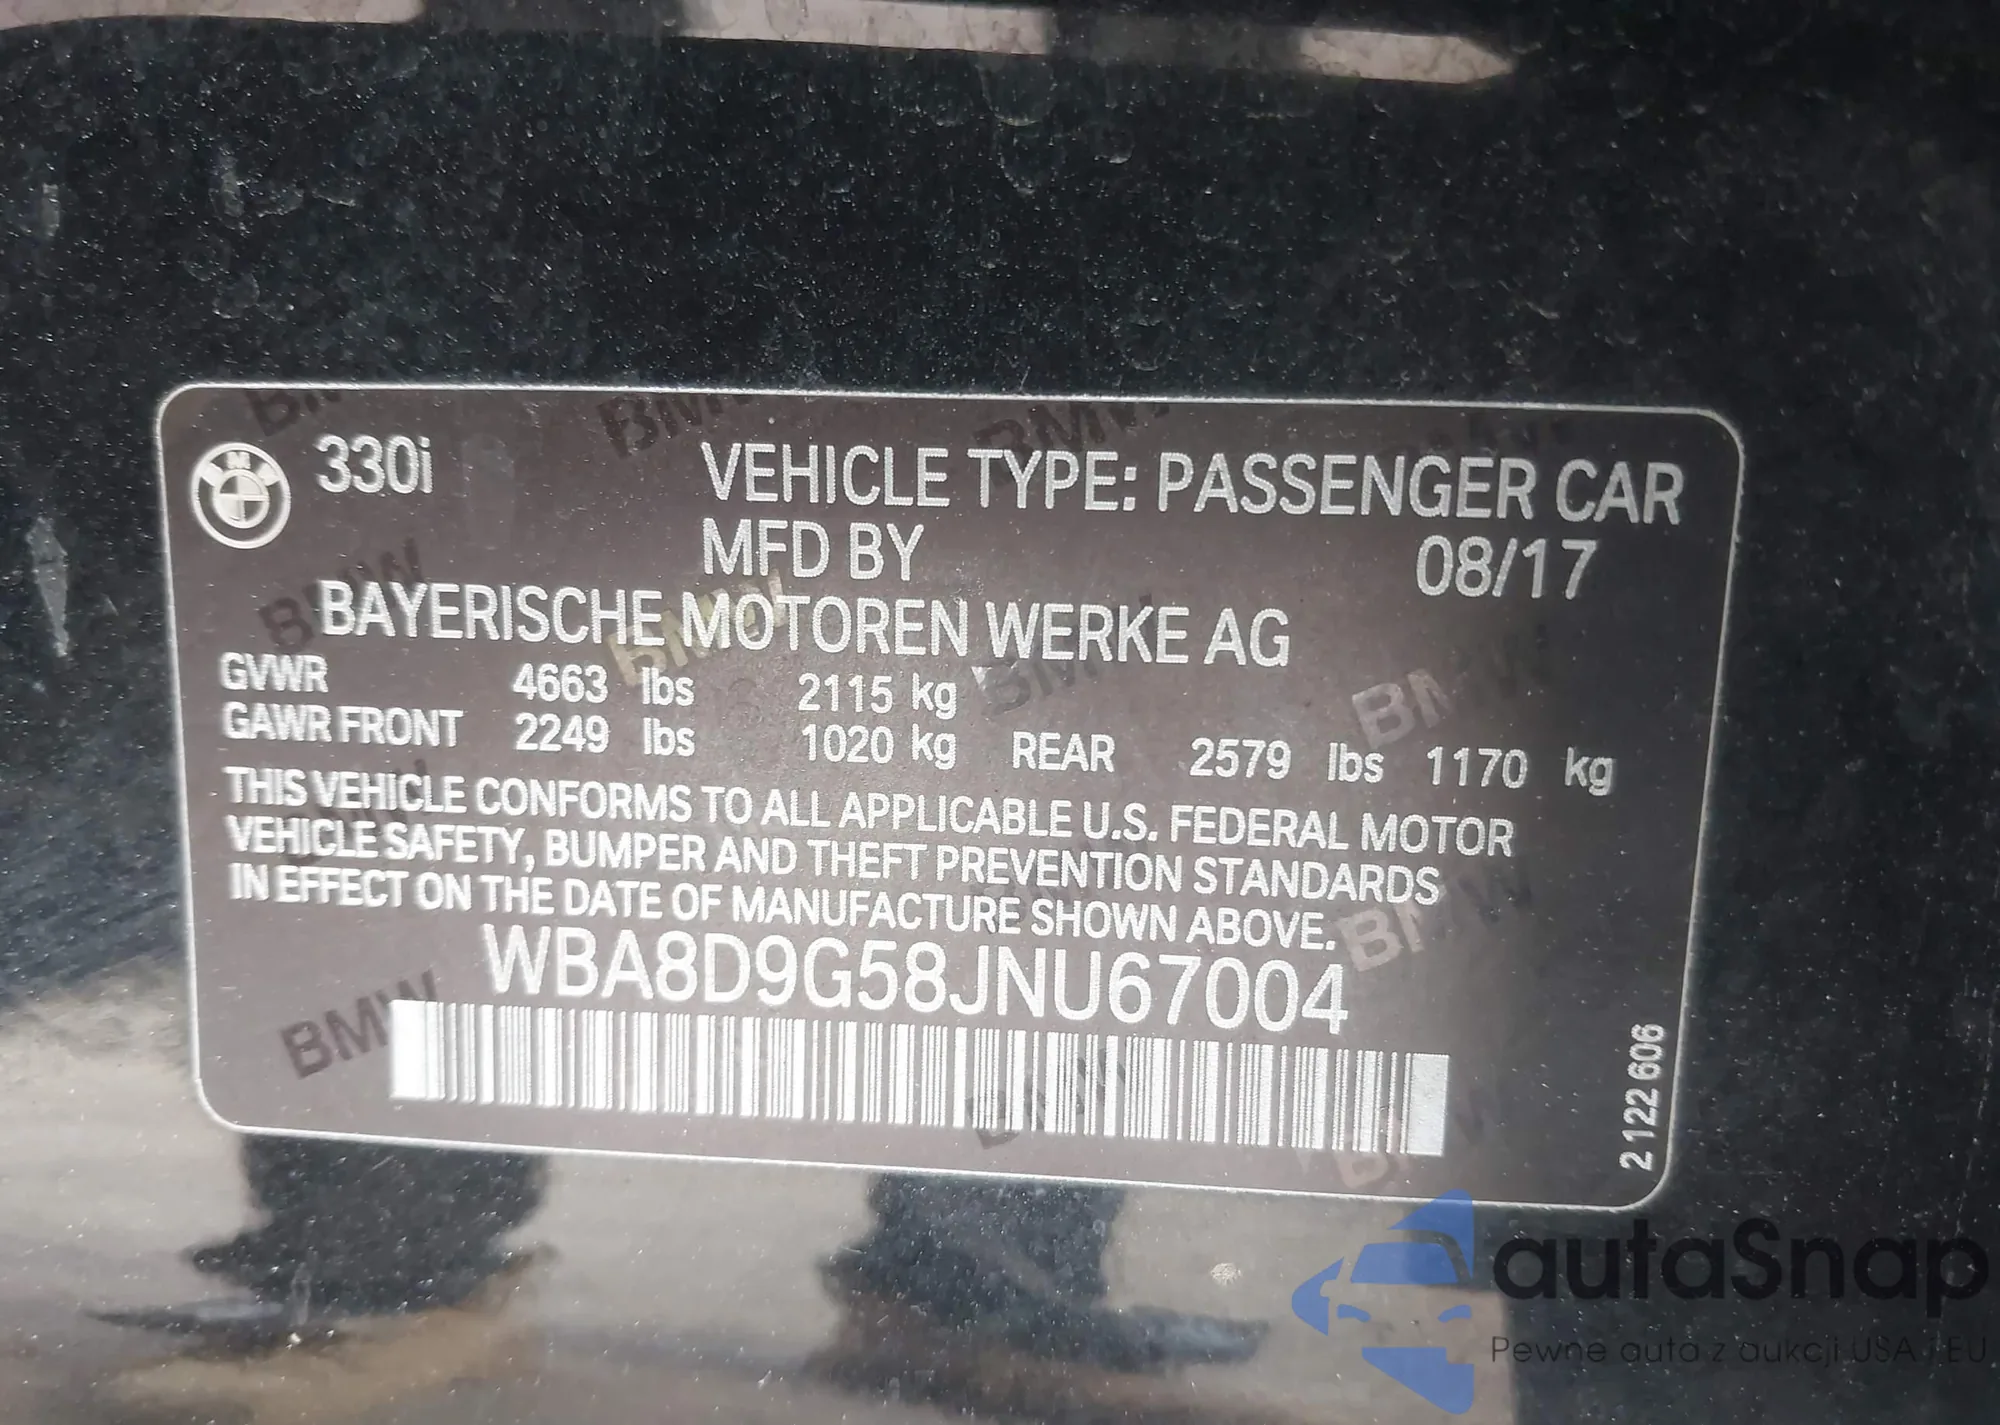 330i
VEHICLE TYPE: PASSENGER CAR
MFD BY 08/17
BAYERISCHE MOTOREN WERKE AG
GVWR 4663 lbs 2115 kg
GAWR FRONT 2249 lbs 1020 kg REAR 2579 lbs 1170 kg
THIS VEHICLE CONFORMS TO ALL APPLICABLE U.S. FEDERAL MOTOR
VEHICLE SAFETY, BUMPER AND THEFT PREVENTION STANDARDS
IN EFFECT ON THE DATE OF MANUFACTURE SHOWN ABOVE.
WBA8D9G58JNU67004
2 122 606
autaSnap
Pewne auta z aukcji USA i EU